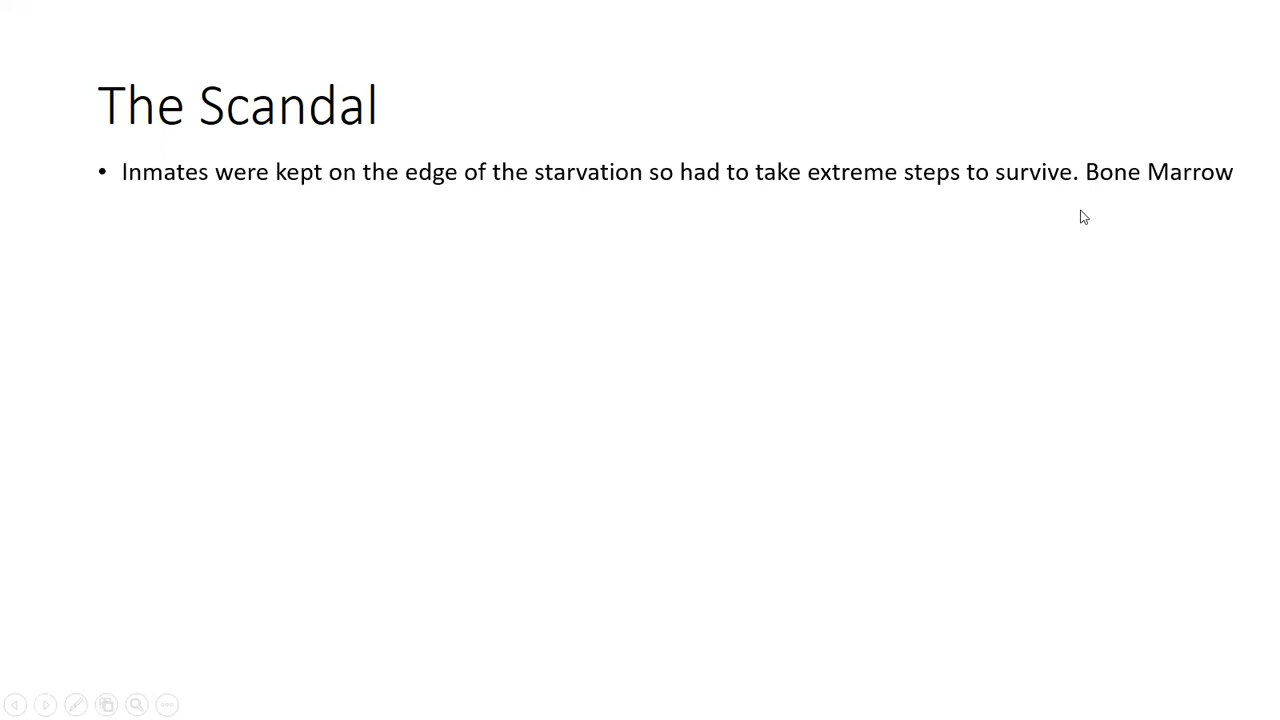 The Scandal
• Inmates were kept on the edge of the starvation so had to take extreme steps to survive. Bone Marrow